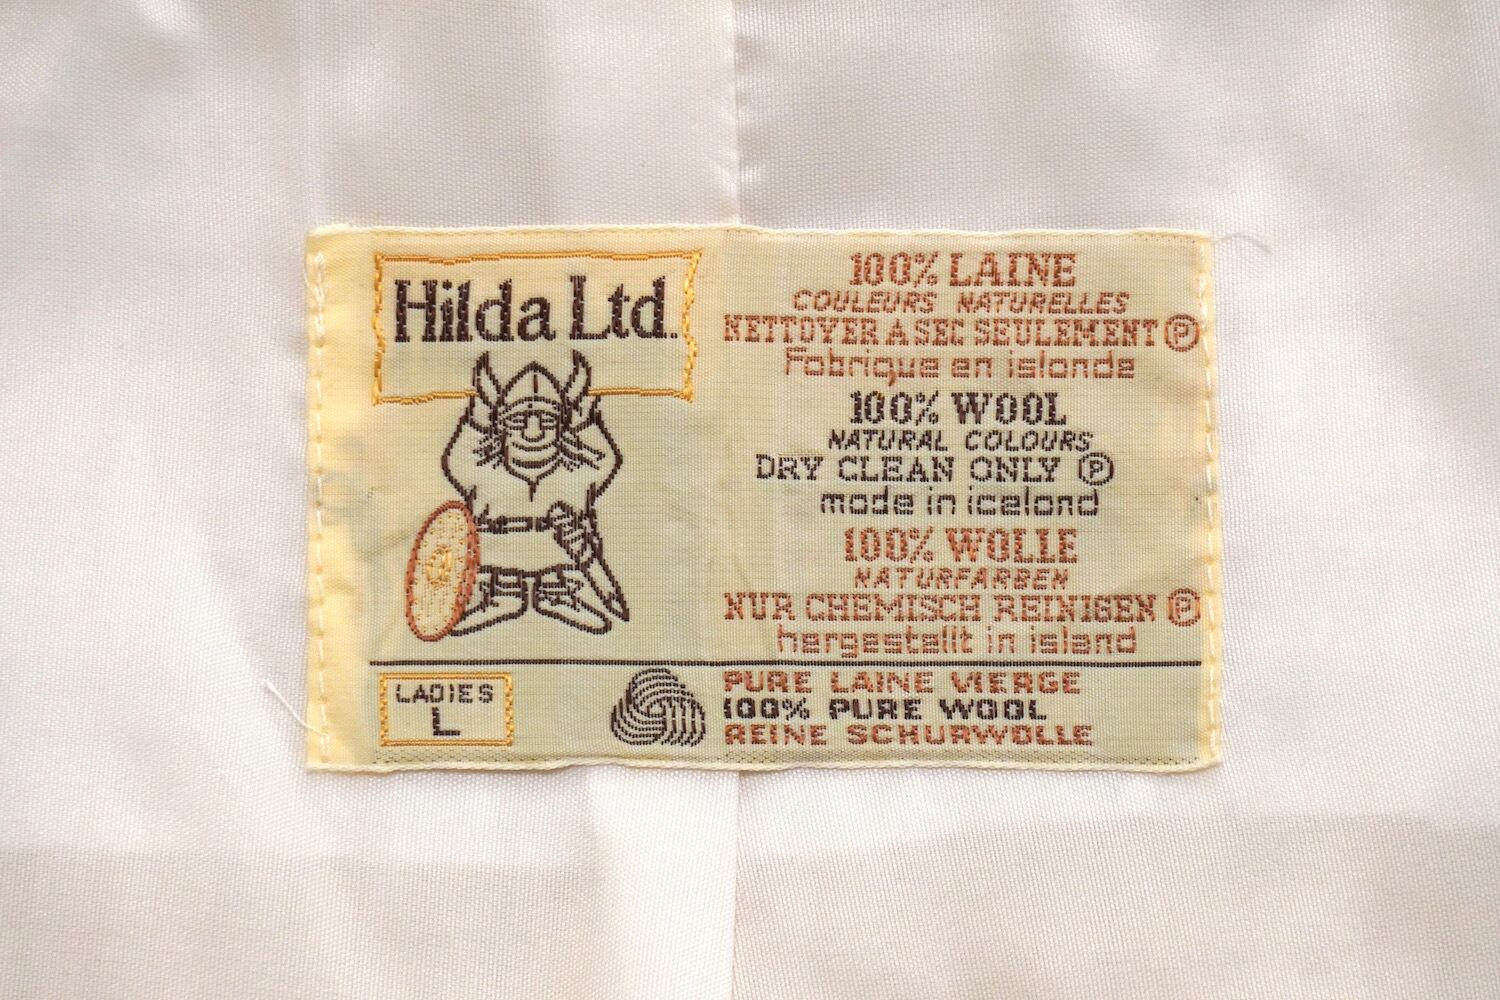 Hilda Ltd.
100% LAINE
COULEURS NATURELLES
NETTOYER A SEC SEULEMENT Ⓟ
Fabrique en islande
100% WOOL
NATURAL COLOURS
DRY CLEAN ONLY Ⓟ
made in iceland
100% WOLLE
NATURFARBEN
NUR CHEMISCH REINIGEN Ⓟ
hergestellt in island
LADIES
L
PURE LAINE VIERGE
100% PURE WOOL
REINE SCHURWOLLE